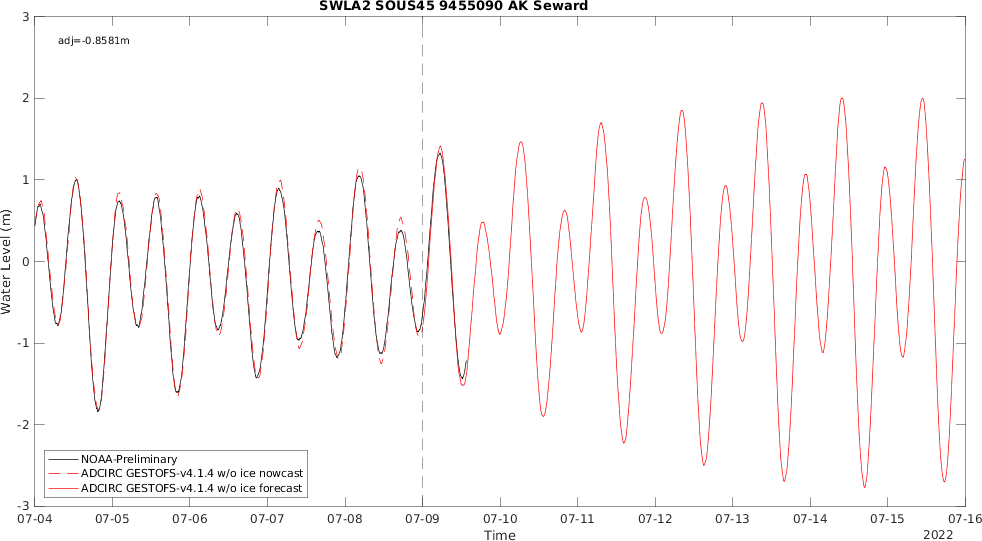 SWLA2 SOUS45 9455090 AK Seward
adj=-0.8581m
3
2
1
0
-1
-2
-3
Water Level (m)
NOAA-Preliminary
ADCIRC GESTOFS-v4.1.4 w/o ice nowcast
ADCIRC GESTOFS-v4.1.4 w/o ice forecast
07-04 07-05 07-06 07-07 07-08 07-09 07-10 07-11 07-12 07-13 07-14 07-15 07-16
Time
2022